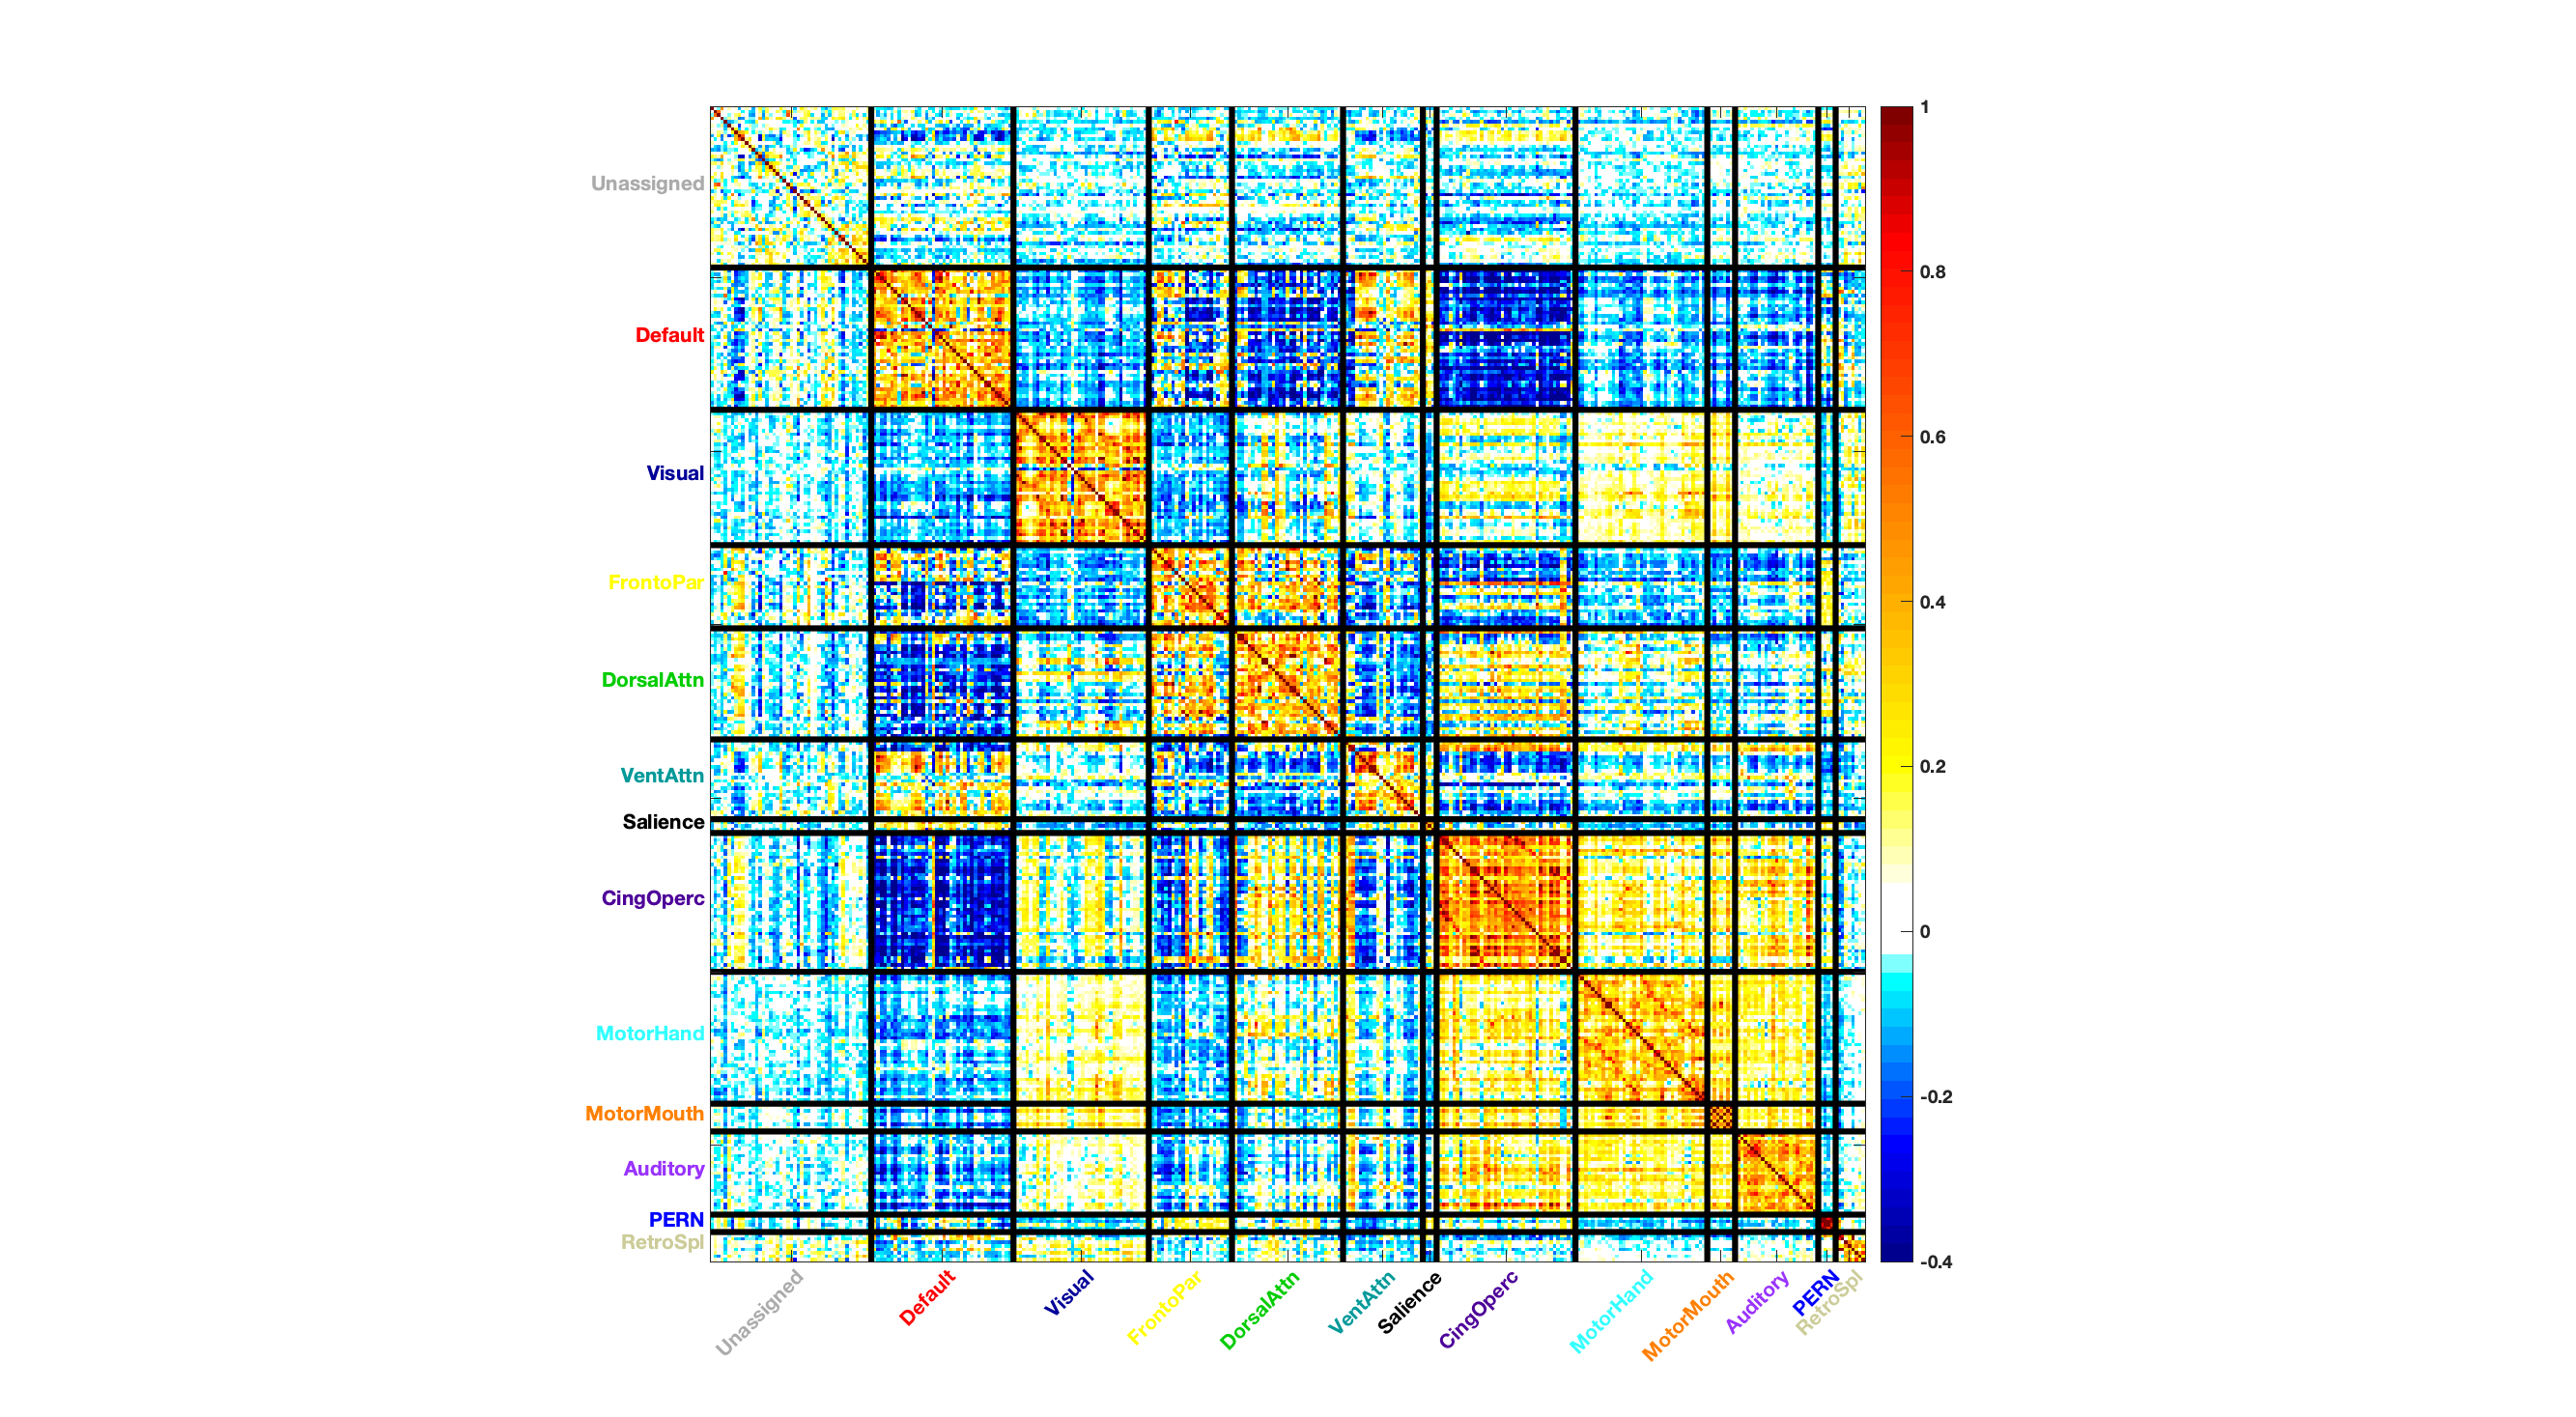 Unassigned
Default
Visual
FrontoPar
DorsalAttn
VentAttn
Salience
CingOperc
MotorHand
MotorMouth
Auditory
PERN
RetroSpl
1
0.8
0.6
0.4
0.2
0
-0.2
-0.4
Unassigned
Default
Visual
FrontoPar
DorsalAttn
VentAttn
Salience
CingOperc
MotorHand
MotorMouth
Auditory
PERN
RetroSpl